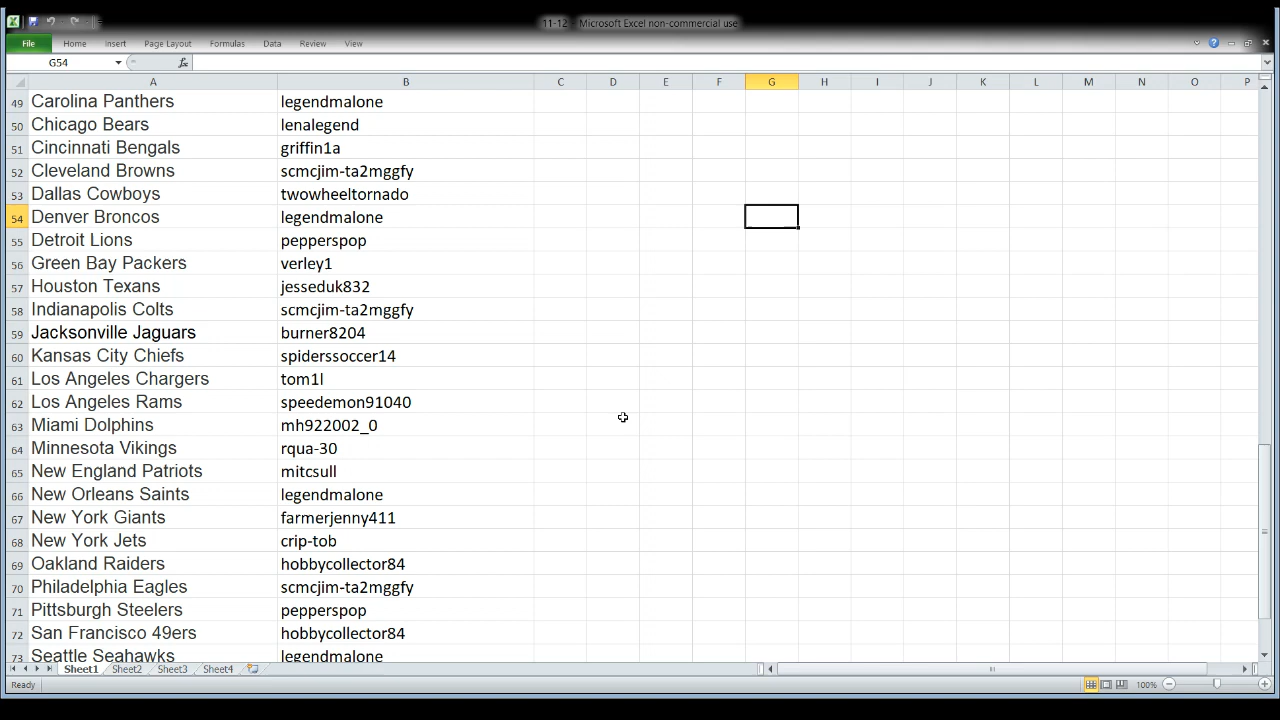 11-12 - Microsoft Excel non-commercial use
File Home Insert Page Layout Formulas Data Review View
G54 fx
A B C D E F G H I J K L M N O P
49 Carolina Panthers legendmalone
50 Chicago Bears lenalegend
51 Cincinnati Bengals griffin1a
52 Cleveland Browns scmcjim-ta2mggfy
53 Dallas Cowboys twowheeltornado
54 Denver Broncos legendmalone
55 Detroit Lions pepperspop
56 Green Bay Packers verley1
57 Houston Texans jesseduk832
58 Indianapolis Colts scmcjim-ta2mggfy
59 Jacksonville Jaguars burner8204
60 Kansas City Chiefs spiderssoccer14
61 Los Angeles Chargers tom1l
62 Los Angeles Rams speedemon91040
63 Miami Dolphins mh922002_0
64 Minnesota Vikings rqua-30
65 New England Patriots mitcsull
66 New Orleans Saints legendmalone
67 New York Giants farmerjenny411
68 New York Jets crip-tob
69 Oakland Raiders hobbycollector84
70 Philadelphia Eagles scmcjim-ta2mggfy
71 Pittsburgh Steelers pepperspop
72 San Francisco 49ers hobbycollector84
73 Seattle Seahawks legendmalone
Sheet1 Sheet2 Sheet3 Sheet4
Ready 100%